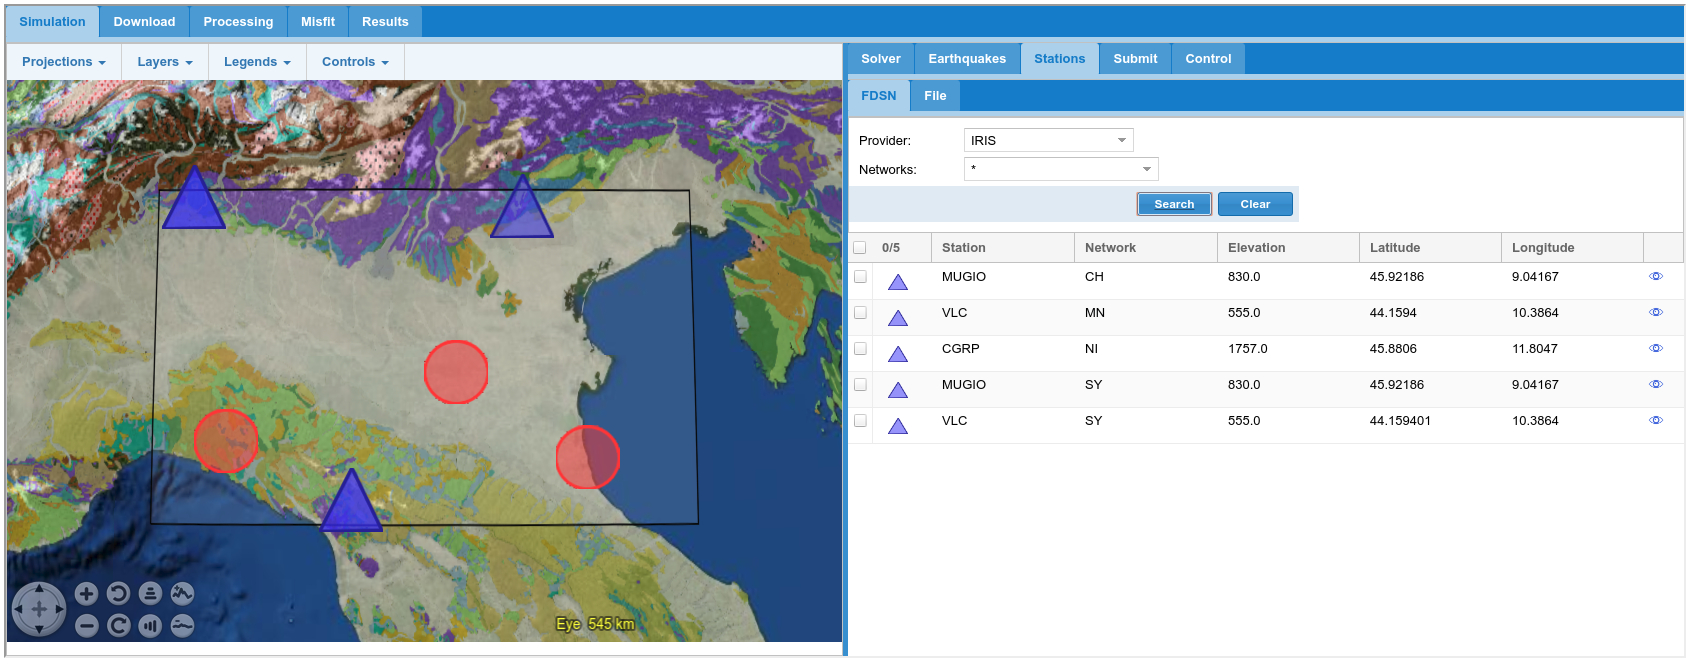 Simulation Download Processing Misfit Results
Projections Layers Legends Controls
Solver Earthquakes Stations Submit Control
FDSN File
Provider: IRIS
Networks: *
Search Clear
0/5 Station Network Elevation Latitude Longitude
MUGIO CH 830.0 45.92186 9.04167
VLC MN 555.0 44.1594 10.3864
CGRP NI 1757.0 45.8806 11.8047
MUGIO SY 830.0 45.92186 9.04167
VLC SY 555.0 44.159401 10.3864
Eye 545 km